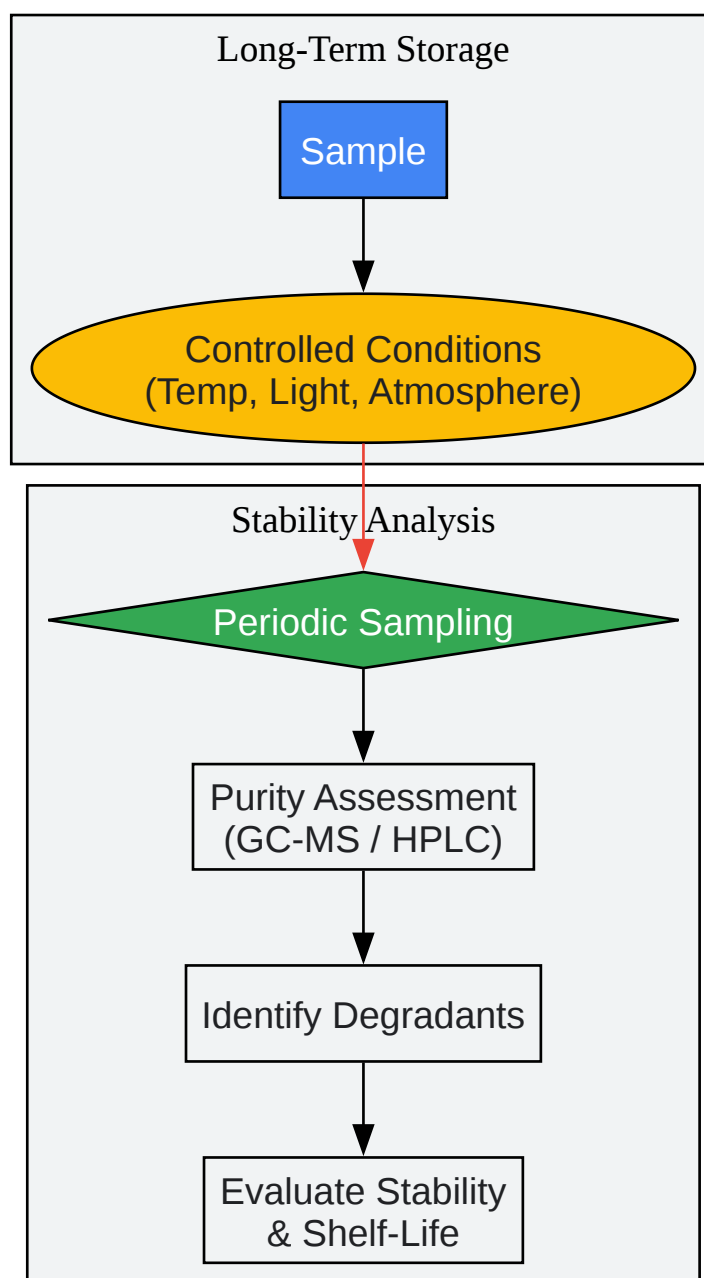 Long-Term Storage
Sample
Controlled Conditions
(Temp, Light, Atmosphere)
Stability Analysis
Periodic Sampling
Purity Assessment
(GC-MS / HPLC)
Identify Degradants
Evaluate Stability
& Shelf-Life